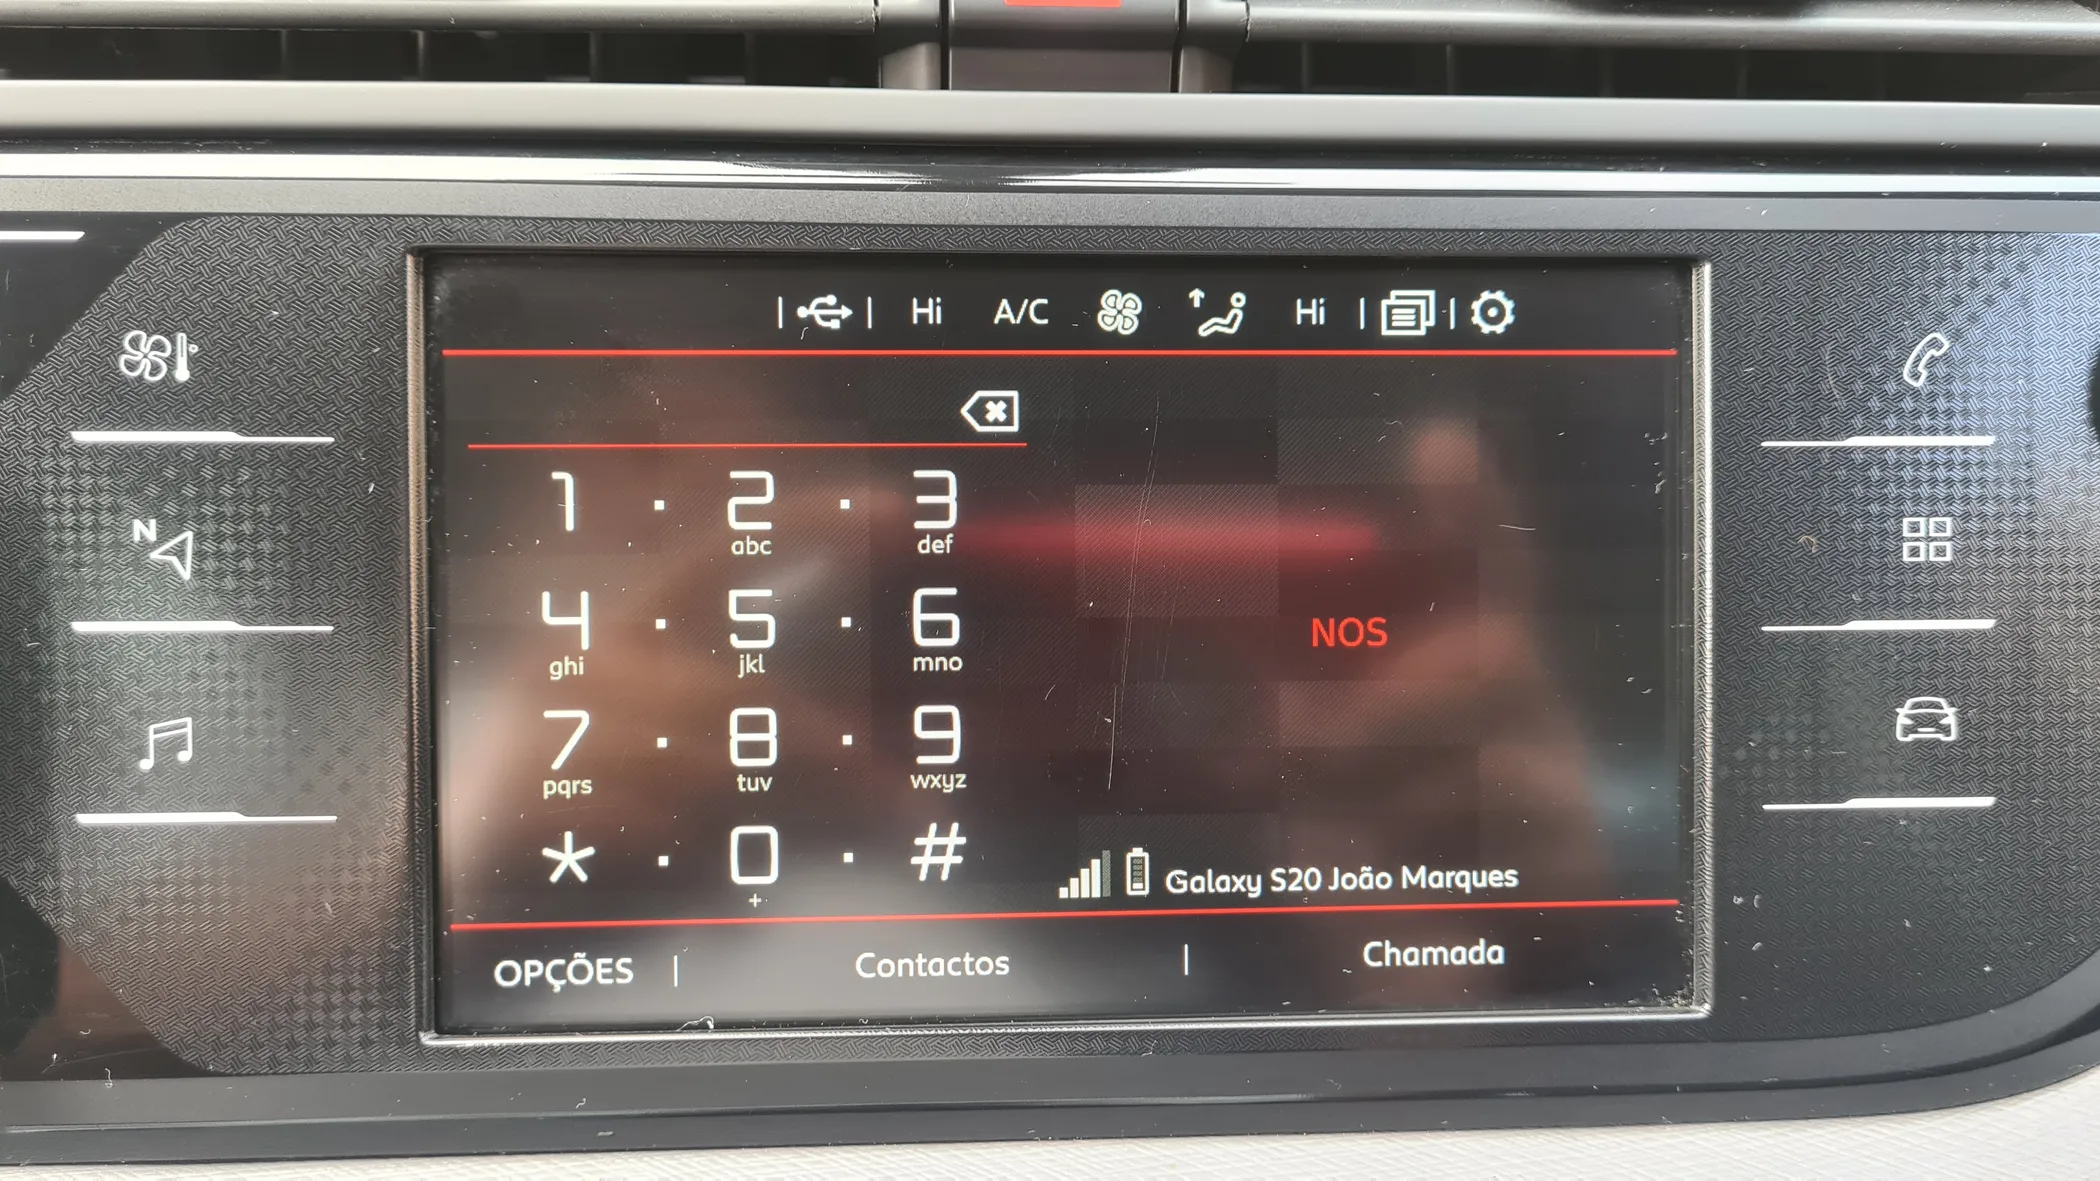 Hi A/C Hi
1 2 3
abc def
4 5 6
ghi jkl mno
NOS
7 8 9
pqrs tuv wxyz
* 0 #
+
Galaxy S20 João Marques
OPÇÕES | Contactos | Chamada
N